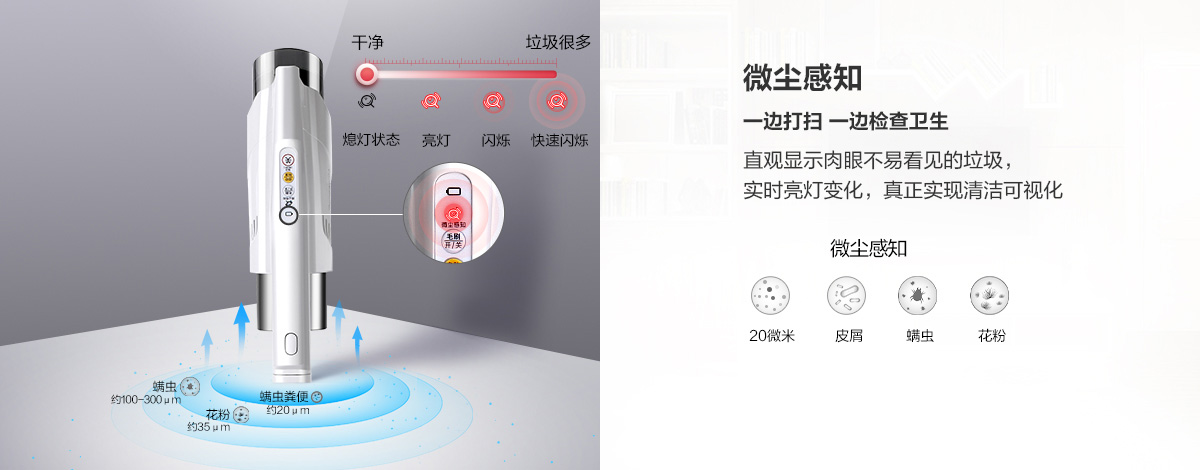 干净 垃圾很多
熄灯状态 亮灯 闪烁 快速闪烁
微尘感知
毛刷
开/关
螨虫
约100-300μm
花粉
约35μm
螨虫粪便
约20μm
微尘感知
一边打扫 一边检查卫生
直观显示肉眼不易看见的垃圾，
实时亮灯变化，真正实现清洁可视化
微尘感知
20微米 皮屑 螨虫 花粉